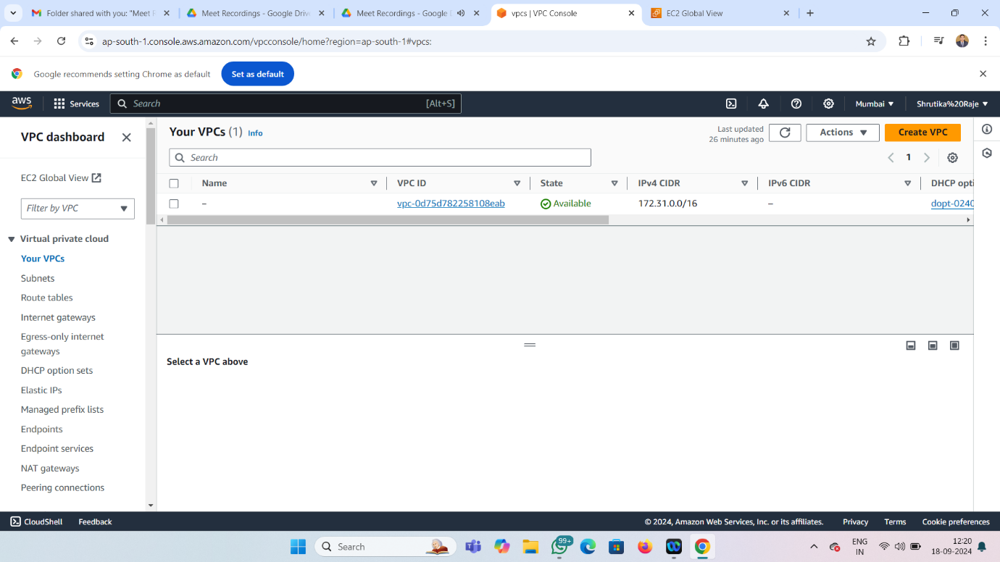 Folder shared with you: "Meet R
Meet Recordings - Google Drive
Meet Recordings - Google D
vpcs | VPC Console
EC2 Global View
ap-south-1.console.aws.amazon.com/vpcconsole/home?region=ap-south-1#vpcs:
Google recommends setting Chrome as default
Set as default
aws
Services
Search
[Alt+S]
Mumbai
Shrutika%20Raje
VPC dashboard
EC2 Global View
Filter by VPC
Virtual private cloud
Your VPCs
Subnets
Route tables
Internet gateways
Egress-only internet
gateways
DHCP option sets
Elastic IPs
Managed prefix lists
Endpoints
Endpoint services
NAT gateways
Peering connections
Your VPCs (1) Info
Last updated
26 minutes ago
Actions
Create VPC
Search
1
Name VPC ID State IPv4 CIDR IPv6 CIDR DHCP opti
– vpc-0d75d782258108eab Available 172.31.0.0/16 – dopt-0240
Select a VPC above
CloudShell Feedback
© 2024, Amazon Web Services, Inc. or its affiliates. Privacy Terms Cookie preferences
Search
99+
ENG
IN
12:20
18-09-2024